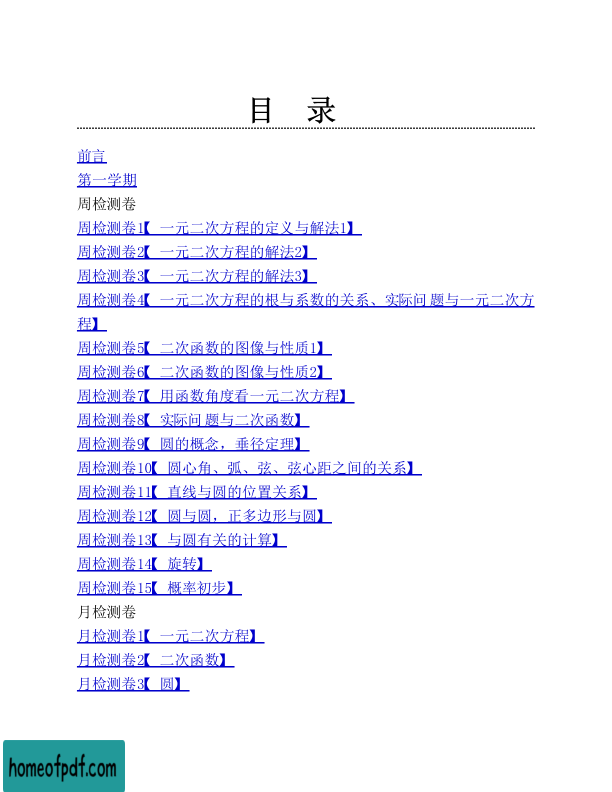 目 录
前言
第一学期
周检测卷
周检测卷1【 一元二次方程的定义与解法1】
周检测卷2【 一元二次方程的解法2】
周检测卷3【 一元二次方程的解法3】
周检测卷4【 一元二次方程的根与系数的关系、实际问题与一元二次方
程】
周检测卷5【 二次函数的图像与性质1】
周检测卷6【 二次函数的图像与性质2】
周检测卷7【 用函数角度看一元二次方程】
周检测卷8【 实际问题与二次函数】
周检测卷9【 圆的概念，垂径定理】
周检测卷10【 圆心角、弧、弦、弦心距之间的关系】
周检测卷11【 直线与圆的位置关系】
周检测卷12【 圆与圆，正多边形与圆】
周检测卷13【 与圆有关的计算】
周检测卷14【 旋转】
周检测卷15【 概率初步】
月检测卷
月检测卷1【 一元二次方程】
月检测卷2【 二次函数】
月检测卷3【 圆】
homeofpdf.com